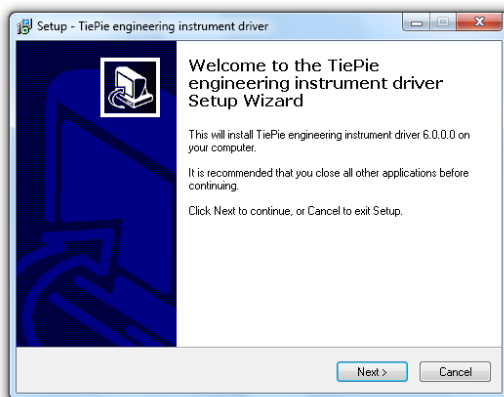 Setup - TiePie engineering instrument driver
Welcome to the TiePie
engineering instrument driver
Setup Wizard
This will install TiePie engineering instrument driver 6.0.0.0 on
your computer.
It is recommended that you close all other applications before
continuing.
Click Next to continue, or Cancel to exit Setup.
Next >
Cancel